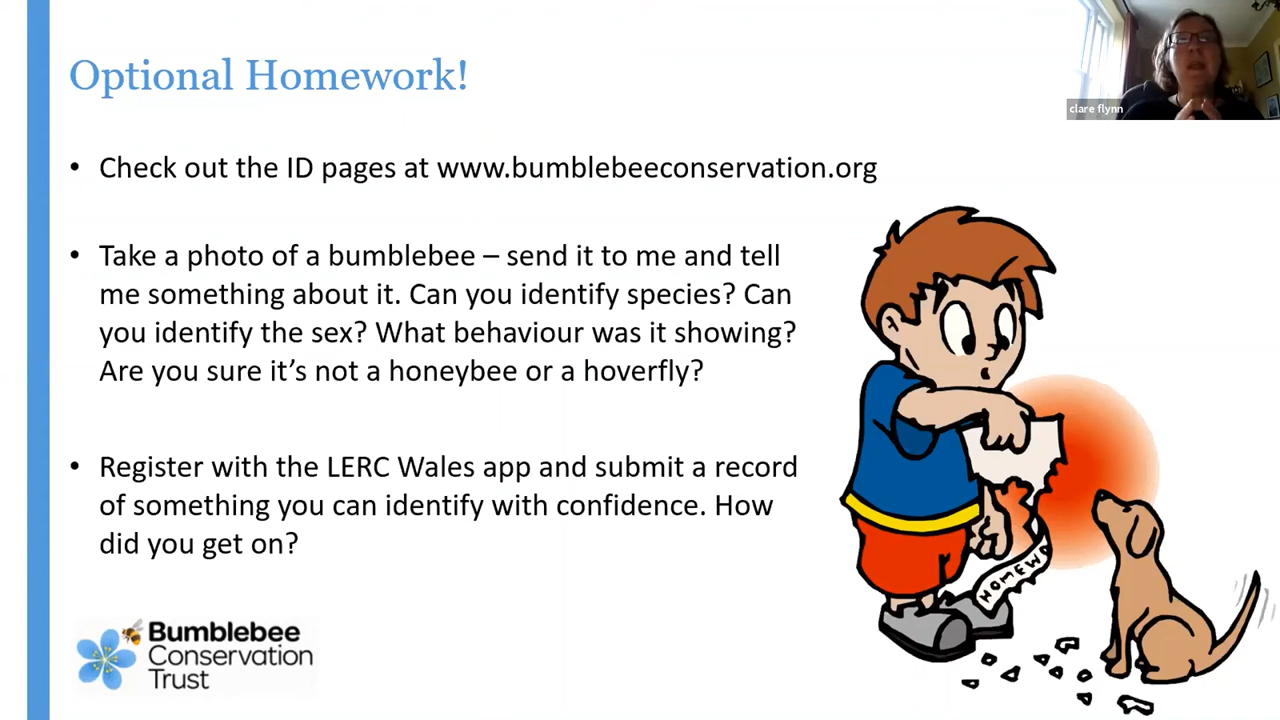 Optional Homework!
clare flynn
• Check out the ID pages at www.bumblebeeconservation.org
• Take a photo of a bumblebee – send it to me and tell
me something about it. Can you identify species? Can
you identify the sex? What behaviour was it showing?
Are you sure it's not a honeybee or a hoverfly?
• Register with the LERC Wales app and submit a record
of something you can identify with confidence. How
did you get on?
HOMEW
Bumblebee
Conservation
Trust